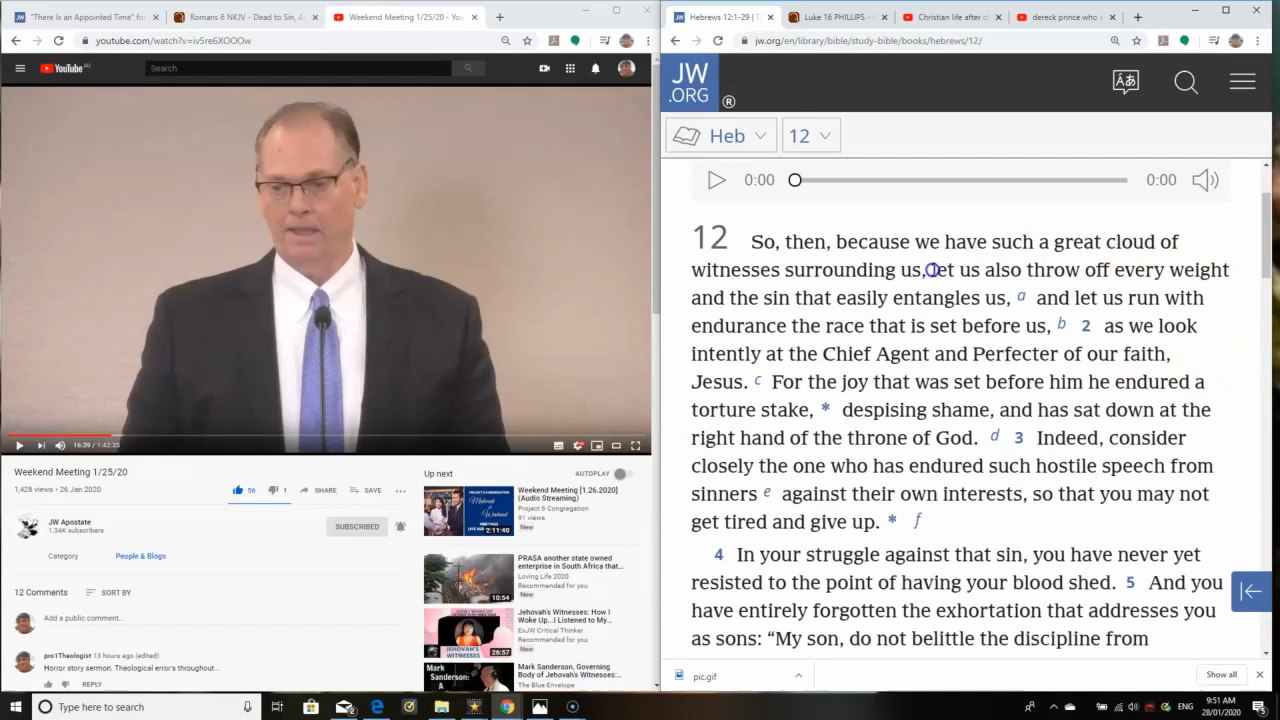 "There Is an Appointed Time" for
Romans 6 NKJV - Dead to Sin, Al
Weekend Meeting 1/25/20 - You
youtube.com/watch?v=iv5re6XOOOw
YouTube AU
Search
Weekend Meeting 1/25/20
16:39 / 1:42:35
1,428 views • 26 Jan 2020
56
1
SHARE
SAVE
JW Apostate
1.34K subscribers
SUBSCRIBED
Category
People & Blogs
12 Comments
SORT BY
Add a public comment...
pro1Theologist 13 hours ago (edited)
Horror story sermon. Theological error's throughout...
REPLY
Up next
AUTOPLAY
Weekend Meeting [1.26.2020]
(Audio Streaming)
Project 6 Congregation
91 views
New
2:11:40
PRASA another state owned
enterprise in South Africa that...
Loving Life 2020
Recommended for you
New
10:54
Jehovah's Witnesses: How I
Woke Up...I Listened to My...
ExJW Critical Thinker
Recommended for you
New
26:57
Mark Sanderson, Governing
Body of Jehovah's Witnesses:...
The Blue Envelope
Mark
Sanderson:
A
Hebrews 12:1-29 | T
Luke 16 PHILLIPS -
Christian life after d
dereck prince who
jw.org/en/library/bible/study-bible/books/hebrews/12/
JW
.ORG
®
Heb
12
0:00
0:00
12 So, then, because we have such a great cloud of
witnesses surrounding us, let us also throw off every weight
and the sin that easily entangles us, a and let us run with
endurance the race that is set before us, b 2 as we look
intently at the Chief Agent and Perfecter of our faith,
Jesus. c For the joy that was set before him he endured a
torture stake, * despising shame, and has sat down at the
right hand of the throne of God. d 3 Indeed, consider
closely the one who has endured such hostile speech from
sinners e against their own interests, so that you may not
get tired and give up. * f
4 In your struggle against that sin, you have never yet
resisted to the point of having your blood shed. 5 And you
have entirely forgotten the exhortation that addresses you
as sons: “My son, do not belittle the discipline from
pic.gif
Show all
Type here to search
ENG
9:51 AM
28/01/2020